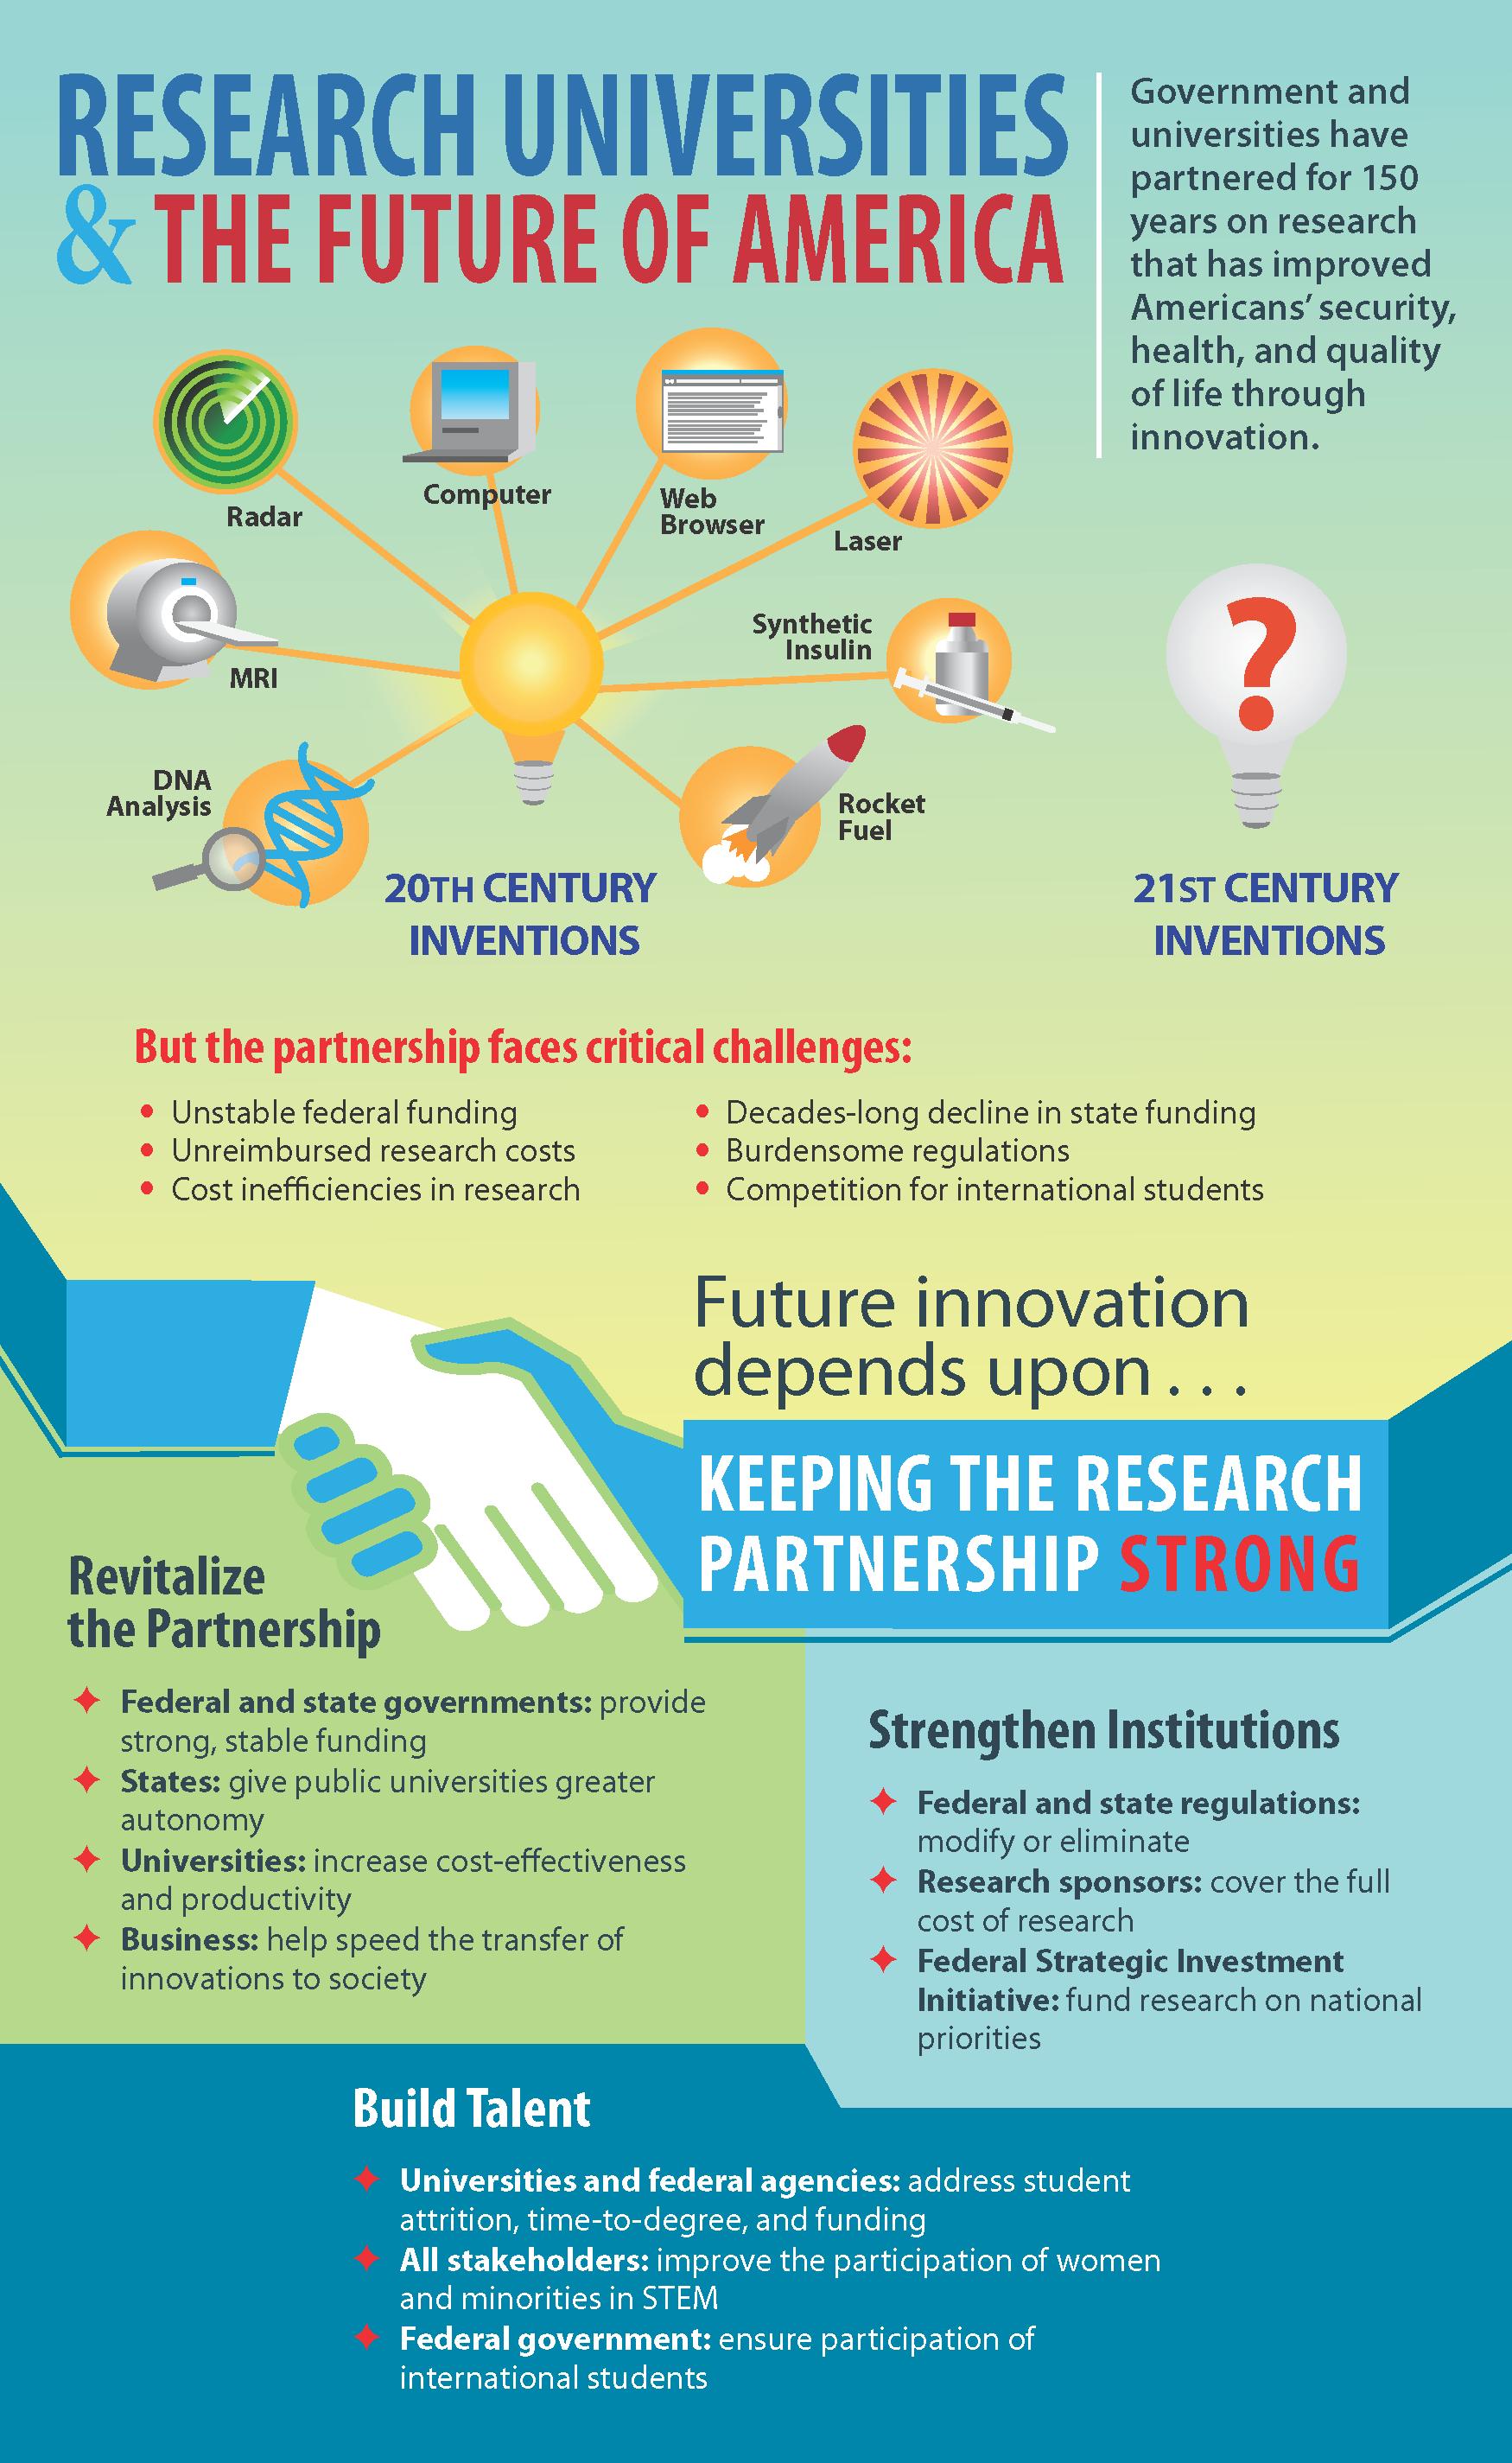 RESEARCH UNIVERSITIES
& THE FUTURE OF AMERICA
Government and
universities have
partnered for 150
years on research
that has improved
Americans’ security,
health, and quality
of life through
innovation.
Radar
Computer
Web
Browser
Laser
MRI
Synthetic
Insulin
DNA
Analysis
Rocket
Fuel
20TH CENTURY
INVENTIONS
?
21ST CENTURY
INVENTIONS
But the partnership faces critical challenges:
• Unstable federal funding
• Unreimbursed research costs
• Cost inefficiencies in research
• Decades-long decline in state funding
• Burdensome regulations
• Competition for international students
Future innovation
depends upon . . .
KEEPING THE RESEARCH
PARTNERSHIP STRONG
Revitalize
the Partnership
✦ Federal and state governments: provide
strong, stable funding
✦ States: give public universities greater
autonomy
✦ Universities: increase cost-effectiveness
and productivity
✦ Business: help speed the transfer of
innovations to society
Strengthen Institutions
✦ Federal and state regulations:
modify or eliminate
✦ Research sponsors: cover the full
cost of research
✦ Federal Strategic Investment
Initiative: fund research on national
priorities
Build Talent
✦ Universities and federal agencies: address student
attrition, time-to-degree, and funding
✦ All stakeholders: improve the participation of women
and minorities in STEM
✦ Federal government: ensure participation of
international students